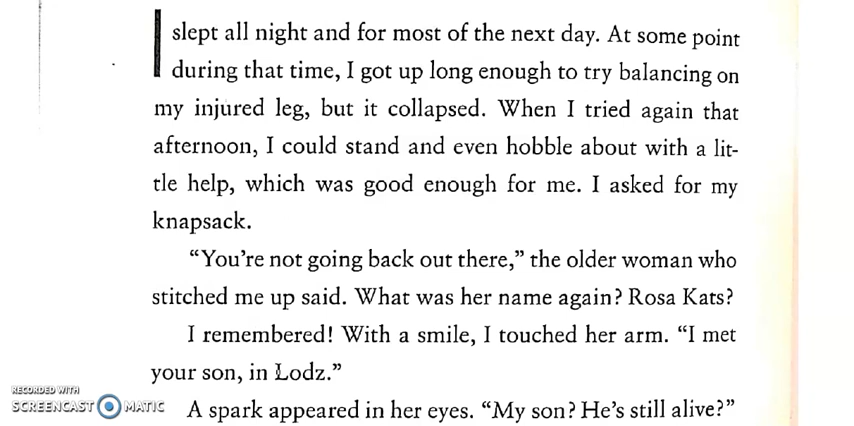 I slept all night and for most of the next day. At some point
during that time, I got up long enough to try balancing on
my injured leg, but it collapsed. When I tried again that
afternoon, I could stand and even hobble about with a lit-
tle help, which was good enough for me. I asked for my
knapsack.
“You’re not going back out there,” the older woman who
stitched me up said. What was her name again? Rosa Kats?
I remembered! With a smile, I touched her arm. “I met
your son, in Lodz.”
A spark appeared in her eyes. “My son? He’s still alive?”
RECORDED WITH
SCREENCAST MATIC